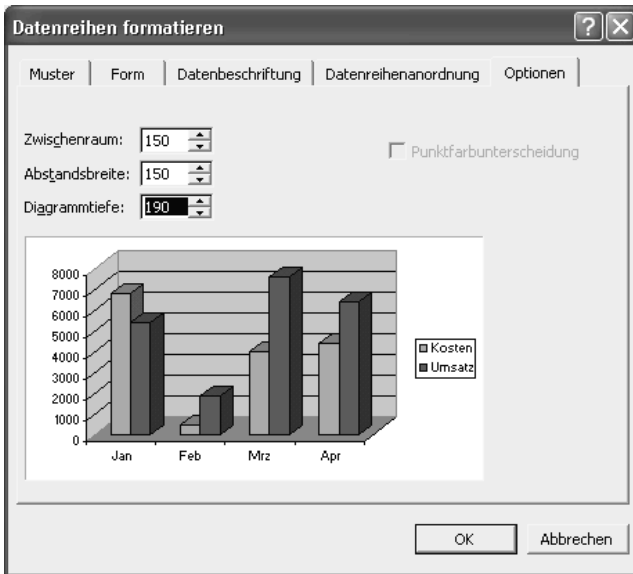 Datenreihen formatieren
Muster Form Datenbeschriftung Datenreihenanordnung Optionen
Zwischenraum: 150
Punktfarbunterscheidung
Abstandsbreite: 150
Diagrammtiefe: 190
8000
7000
6000
5000
4000
3000
2000
1000
0
Kosten
Umsatz
Jan Feb Mrz Apr
OK Abbrechen